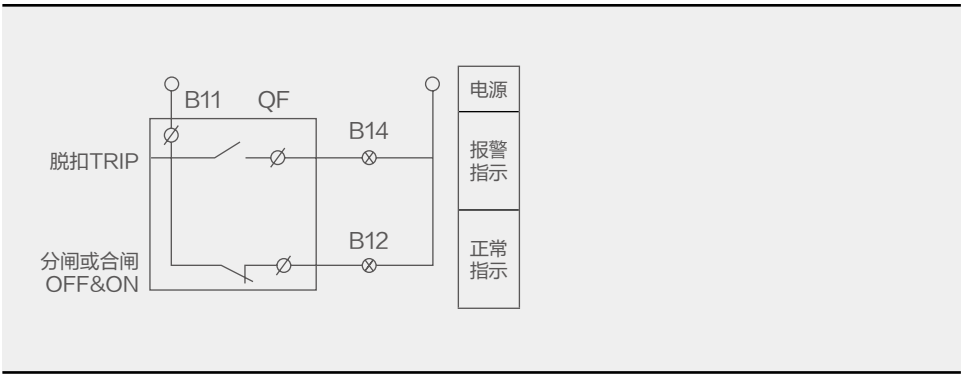 B11
QF
电源
B14
脱扣TRIP
报警
指示
B12
分闸或合闸
OFF&ON
正常
指示